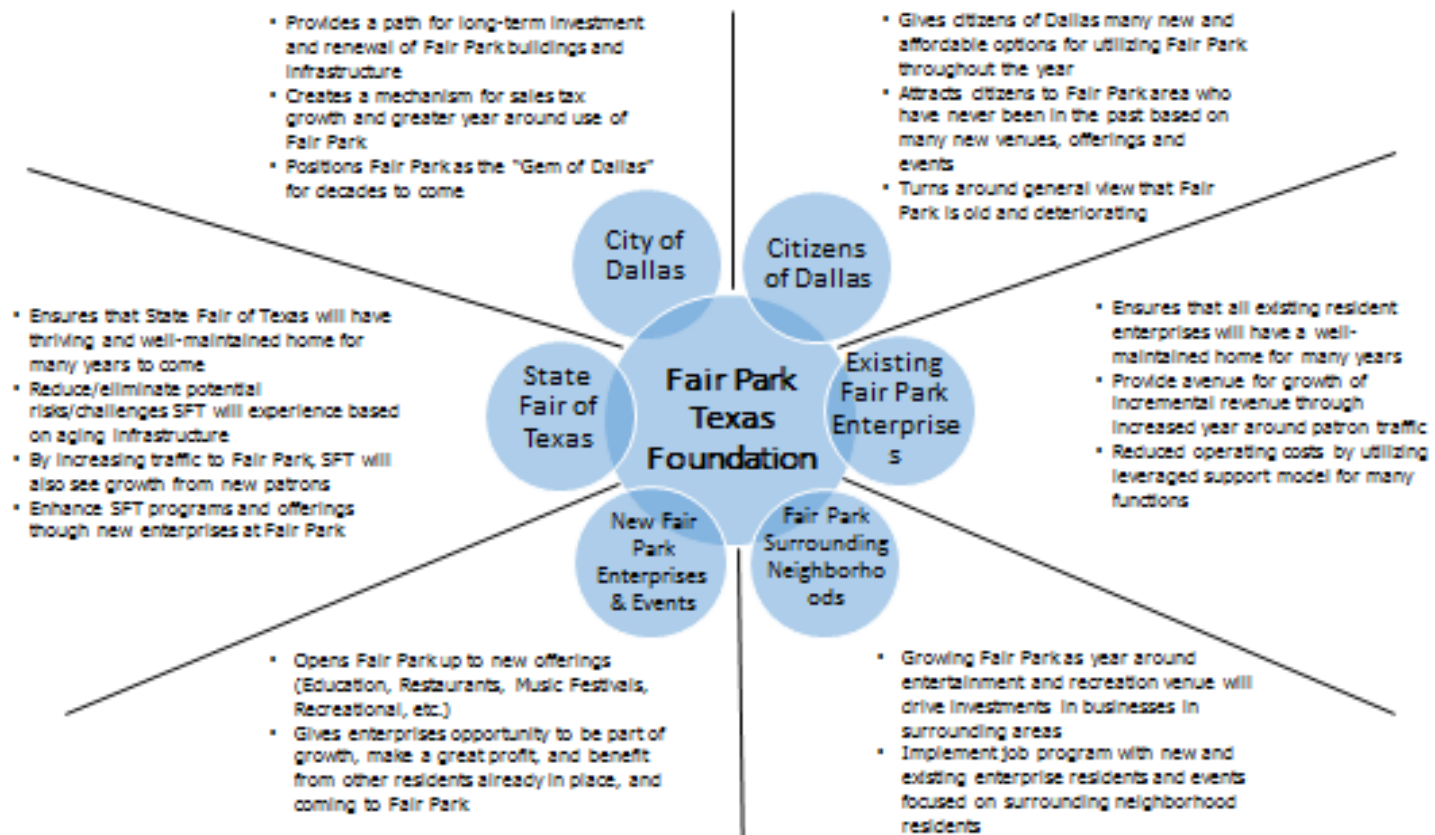 ▪ Provides a path for long-term investment
and renewal of Fair Park buildings and
infrastructure
▪ Creates a mechanism for sales tax
growth and greater year around use of
Fair Park
▪ Positions Fair Park as the "Gem of Dallas"
for decades to come
▪ Gives citizens of Dallas many new and
affordable options for utilizing Fair Park
throughout the year
▪ Attracts citizens to Fair Park area who
have never been in the past based on
many new venues, offerings and
events
▪ Turns around general view that Fair
Park is old and deteriorating
City of
Dallas
Citizens
of Dallas
▪ Ensures that State Fair of Texas will have
thriving and well-maintained home for
many years to come
▪ Reduce/eliminate potential
risks/challenges SFT will experience based
on aging infrastructure
▪ By increasing traffic to Fair Park, SFT will
also see growth from new patrons
▪ Enhance SFT programs and offerings
though new enterprises at Fair Park
State
Fair of
Texas
Fair Park
Texas
Foundation
Existing
Fair Park
Enterprise
s
▪ Ensures that all existing resident
enterprises will have a well-
maintained home for many years
▪ Provide avenue for growth of
incremental revenue through
increased year around patron traffic
▪ Reduced operating costs by utilizing
leveraged support model for many
functions
New Fair
Park
Enterprises
& Events
Fair Park
Surrounding
Neighborho
ods
▪ Opens Fair Park up to new offerings
(Education, Restaurants, Music Festivals,
Recreational, etc.)
▪ Gives enterprises opportunity to be part of
growth, make a great profit, and benefit
from other residents already in place, and
coming to Fair Park
▪ Growing Fair Park as year around
entertainment and recreation venue will
drive investments in businesses in
surrounding areas
▪ Implement job program with new and
existing enterprise residents and events
focused on surrounding neighborhood
residents